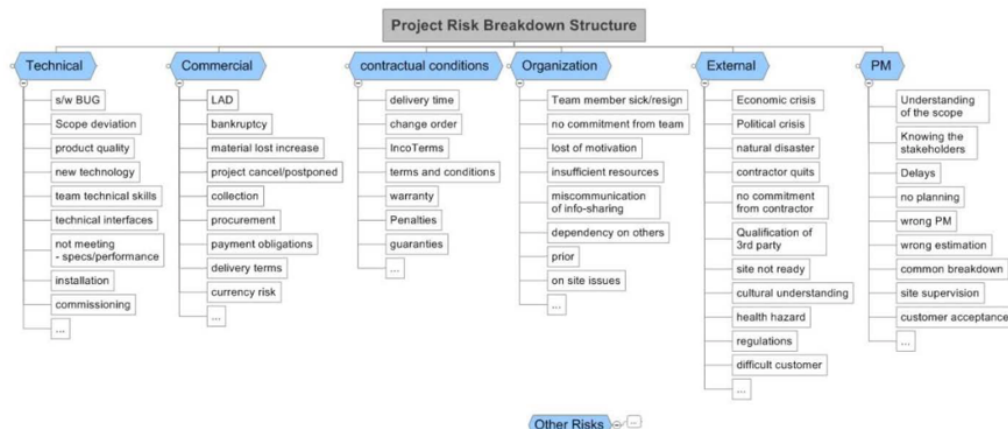 Project Risk Breakdown Structure
Technical
s/w BUG
Scope deviation
product quality
new technology
team technical skills
technical interfaces
not meeting
- specs/performance
installation
commissioning
...
Commercial
LAD
bankruptcy
material lost increase
project cancel/postponed
collection
procurement
payment obligations
delivery terms
currency risk
...
contractual conditions
delivery time
change order
IncoTerms
terms and conditions
warranty
Penalties
guaranties
...
Organization
Team member sick/resign
no commitment from team
lost of motivation
insufficient resources
miscommunication
of info-sharing
dependency on others
prior
on site issues
...
External
Economic crisis
Political crisis
natural disaster
contractor quits
no commitment
from contractor
Qualification of
3rd party
site not ready
cultural understanding
health hazard
regulations
difficult customer
...
PM
Understanding
of the scope
Knowing the
stakeholders
Delays
no planning
wrong PM
wrong estimation
common breakdown
site supervision
customer acceptance
...
Other Risks
...